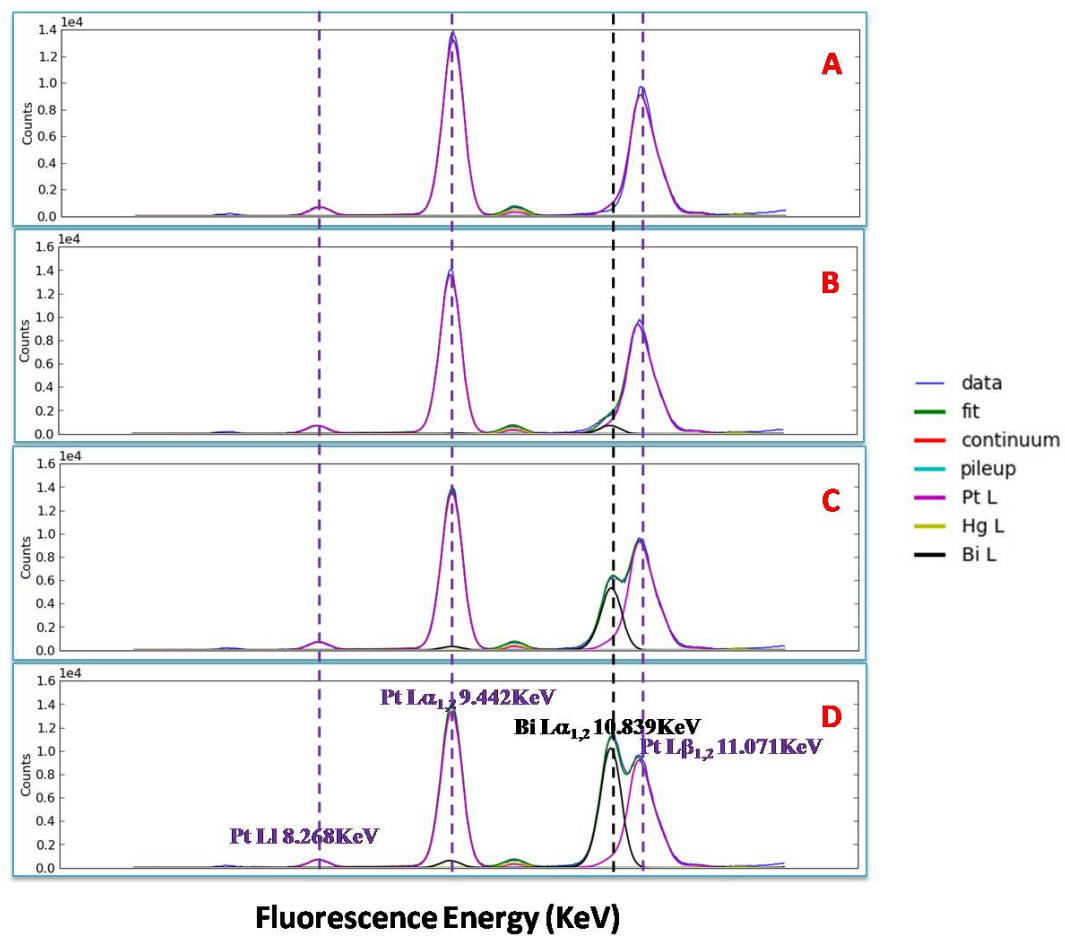 1e4
1.4
1.2
1.0
0.8
0.6
0.4
0.2
0.0
Counts
A
1e4
1.6
1.4
1.2
1.0
0.8
0.6
0.4
0.2
0.0
Counts
B
1e4
1.6
1.4
1.2
1.0
0.8
0.6
0.4
0.2
0.0
Counts
C
1e4
1.6
1.4
1.2
1.0
0.8
0.6
0.4
0.2
0.0
Counts
D
Pt Lα1,2 9.442KeV
Bi Lα1,2 10.839KeV
Pt Lβ1,2 11.071KeV
Pt Ll 8.268KeV
Fluorescence Energy (KeV)
data
fit
continuum
pileup
Pt L
Hg L
Bi L